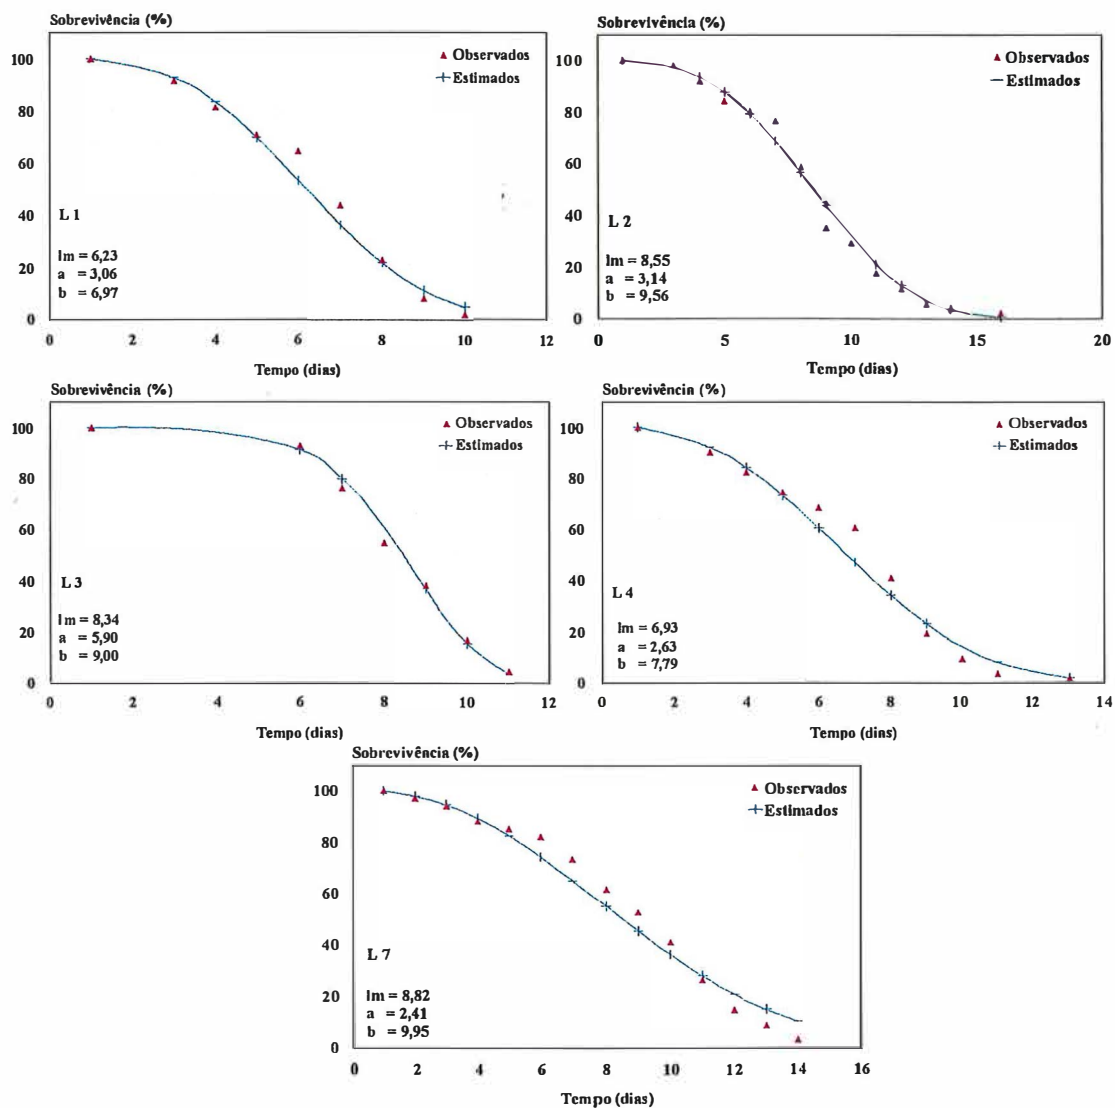 Sobrevivência (%)
Observados
Estimados
100
80
60
40
20
0
L 1
lm = 6,23
a = 3,06
b = 6,97
0 2 4 6 8 10 12
Tempo (dias)
Sobrevivência (%)
Observados
Estimados
100
80
60
40
20
0
L 2
lm = 8,55
a = 3,14
b = 9,56
0 5 10 15 20
Tempo (dias)
Sobrevivência (%)
Observados
Estimados
100
80
60
40
20
0
L 3
lm = 8,34
a = 5,90
b = 9,00
0 2 4 6 8 10 12
Tempo (dias)
Sobrevivêncin (%)
Observados
Estimados
100
80
60
40
20
0
L 4
lm = 6,93
a = 2,63
b = 7,79
0 2 4 6 8 10 12 14
Tempo (dias)
Sobrevivência (%)
Observados
Estimados
100
80
60
40
20
0
L 7
lm = 8,82
a = 2,41
b = 9,95
0 2 4 6 8 10 12 14 16
Tempo (dias)